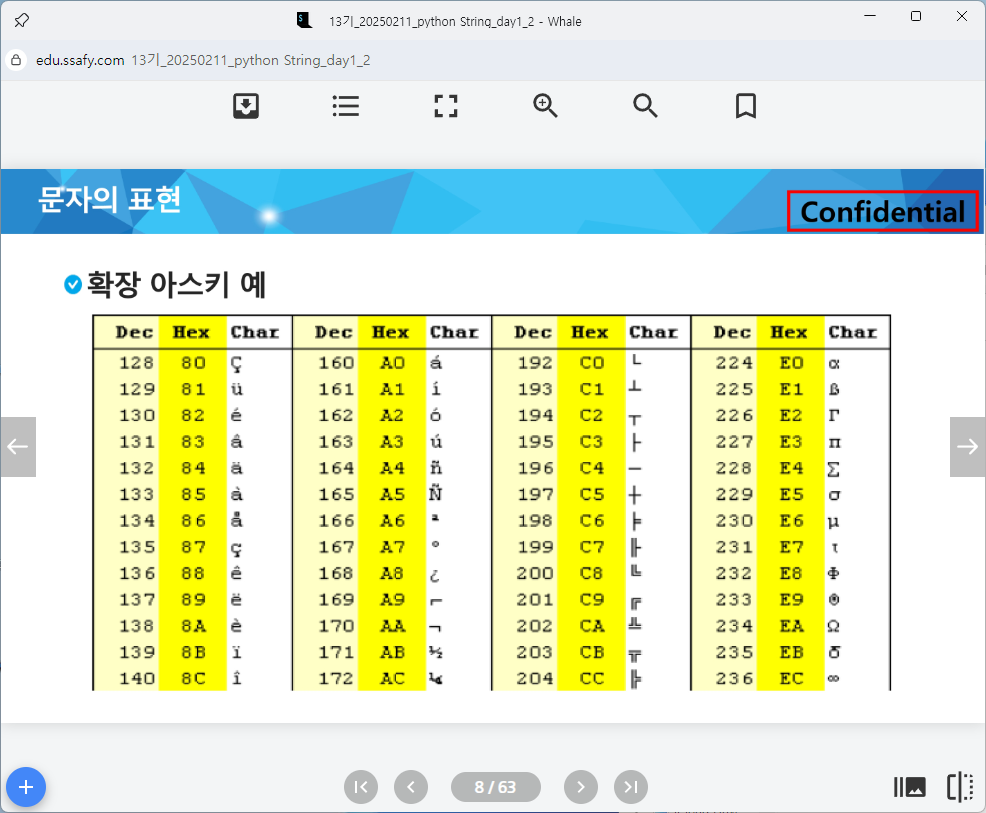 13기_20250211_python String_day1_2 - Whale
edu.ssafy.com 13기_20250211_python String_day1_2
문자의 표현
Confidential
확장 아스키 예
Dec Hex Char Dec Hex Char Dec Hex Char Dec Hex Char
128 80 Ç 160 A0 á 192 C0 └ 224 E0 α
129 81 ü 161 A1 í 193 C1 ┴ 225 E1 ß
130 82 é 162 A2 ó 194 C2 ┬ 226 E2 Γ
131 83 â 163 A3 ú 195 C3 ├ 227 E3 π
132 84 ä 164 A4 ñ 196 C4 ─ 228 E4 Σ
133 85 à 165 A5 Ñ 197 C5 ┼ 229 E5 σ
134 86 å 166 A6 ª 198 C6 ╞ 230 E6 µ
135 87 ç 167 A7 º 199 C7 ╟ 231 E7 τ
136 88 ê 168 A8 ¿ 200 C8 ╚ 232 E8 Φ
137 89 ë 169 A9 ⌐ 201 C9 ╔ 233 E9 Θ
138 8A è 170 AA ¬ 202 CA ╩ 234 EA Ω
139 8B ï 171 AB ½ 203 CB ╦ 235 EB δ
140 8C î 172 AC ¼ 204 CC ╠ 236 EC ∞
8 / 63